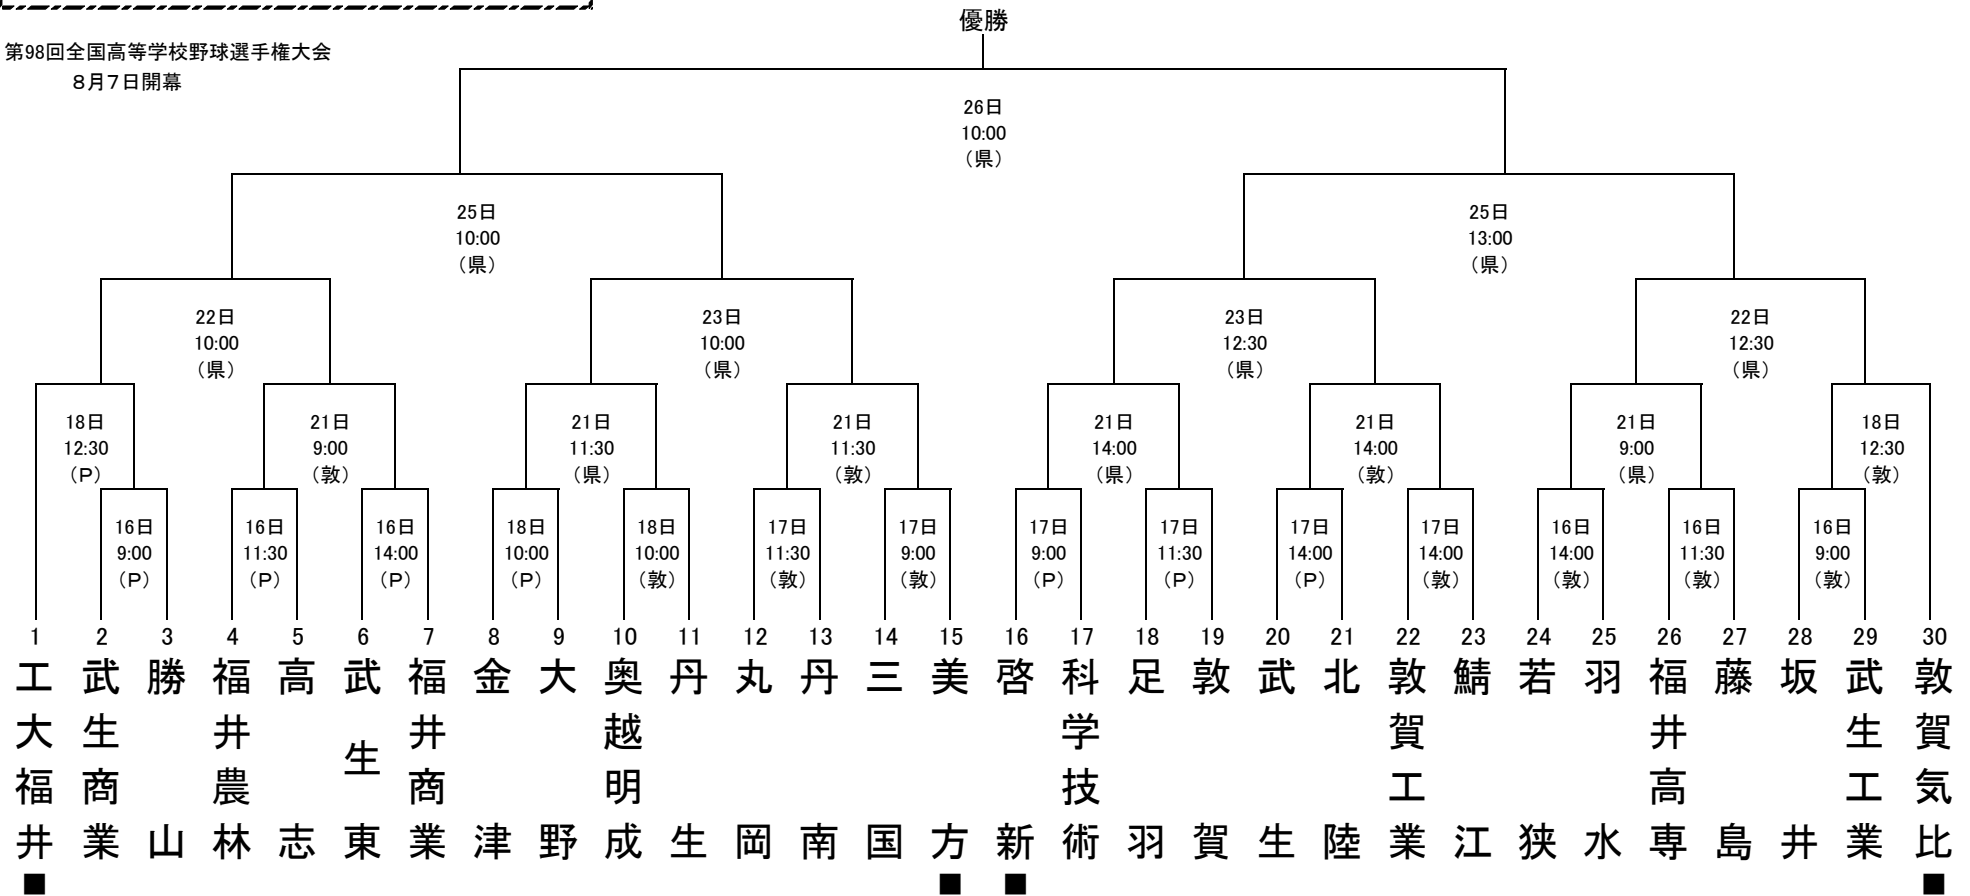 優勝
第98回全国高等学校野球選手権大会
８月７日開幕
26日
10:00
（県）
25日
10:00
（県）
25日
13:00
（県）
22日
10:00
（県）
23日
10:00
（県）
23日
12:30
（県）
22日
12:30
（県）
18日
12:30
（Ｐ）
21日
9:00
（敦）
21日
11:30
（県）
21日
11:30
（敦）
21日
14:00
（県）
21日
14:00
（敦）
21日
9:00
（県）
18日
12:30
（敦）
16日
9:00
（Ｐ）
16日
11:30
（Ｐ）
16日
14:00
（Ｐ）
18日
10:00
（Ｐ）
18日
10:00
（敦）
17日
11:30
（敦）
17日
9:00
（敦）
17日
9:00
（Ｐ）
17日
11:30
（Ｐ）
17日
14:00
（Ｐ）
17日
14:00
（敦）
16日
14:00
（敦）
16日
11:30
（敦）
16日
9:00
（敦）
1 2 3 4 5 6 7 8 9 10 11 12 13 14 15 16 17 18 19 20 21 22 23 24 25 26 27 28 29 30
工大福井
武生商業
勝山
福井農林
高志
武生東
福井商業
金津
大野
奥越明成
丹生
丸岡
丹南
三国
美方
啓新
科学技術
足羽
敦賀
武生
北陸
敦賀工業
鯖江
若狭
羽水
福井高専
藤島
坂井
武生工業
敦賀気比
■ ■ ■ ■